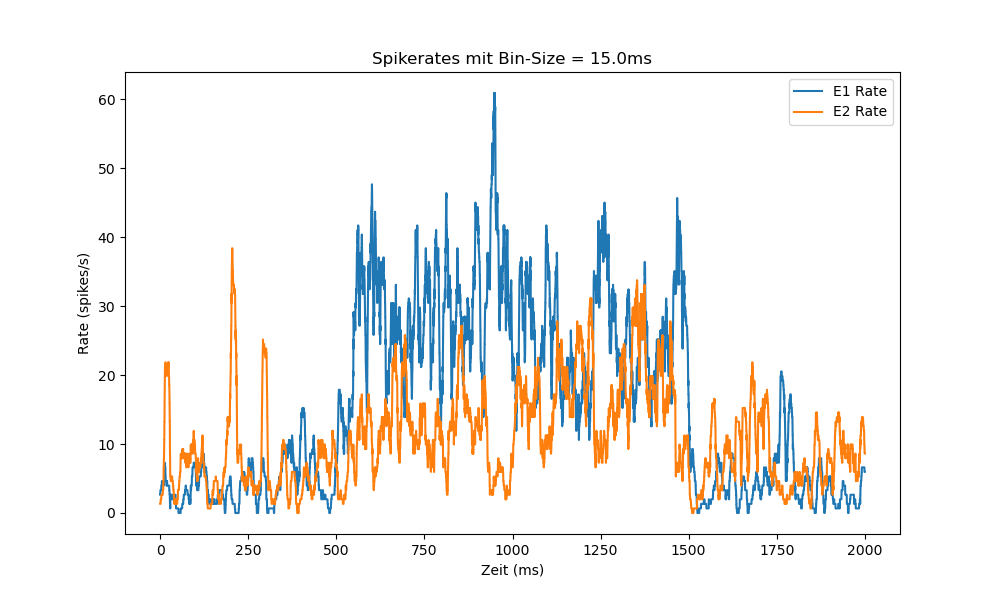 Spikerates mit Bin-Size = 15.0ms
E1 Rate
E2 Rate
60
50
40
30
20
10
0
Rate (spikes/s)
0 250 500 750 1000 1250 1500 1750 2000
Zeit (ms)